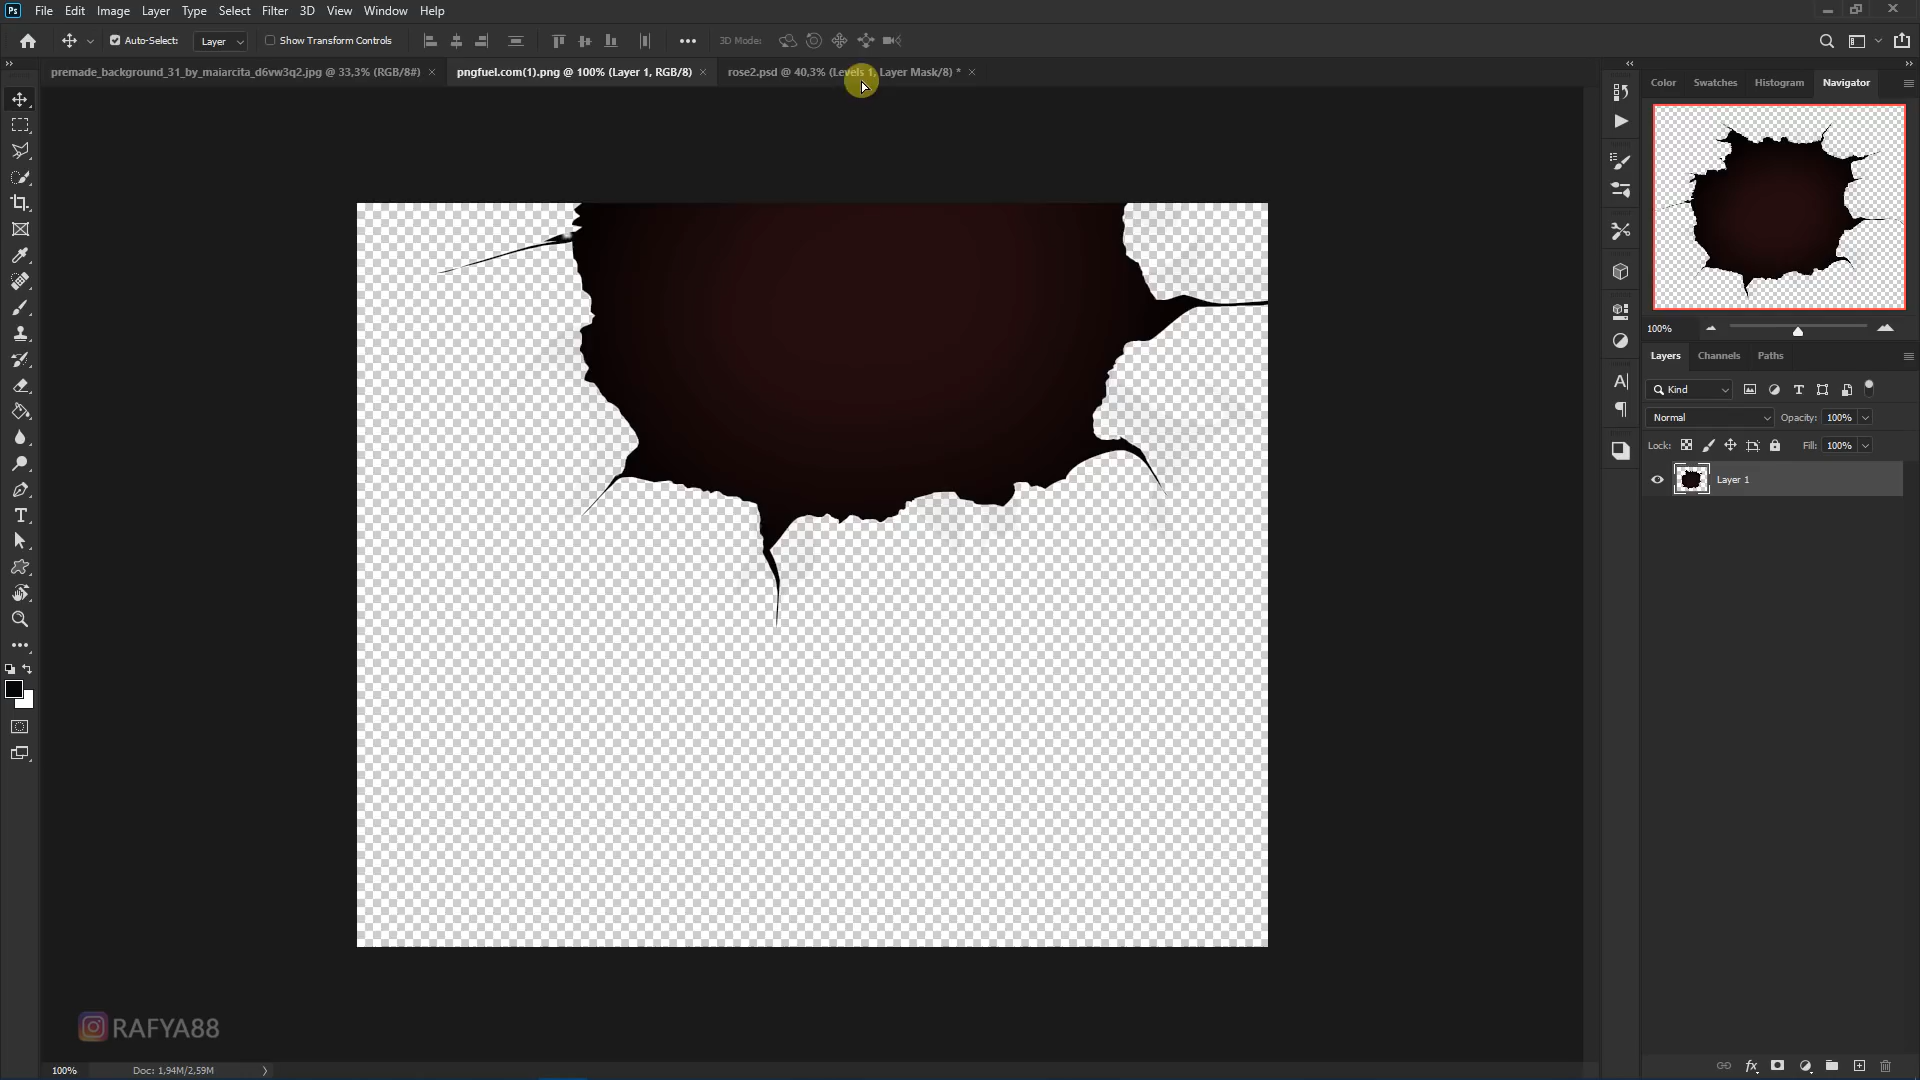 Ps File Edit Image Layer Type Select Filter 3D View Window Help
Auto-Select: Layer Show Transform Controls 3D Mode:
premade_background_31_by_maiarcita_d6vw3q2.jpg @ 33,3% (RGB/8#) pngfuel.com(1).png @ 100% (Layer 1, RGB/8) rose2.psd @ 40,3% (Levels 1, Layer Mask/8) *
Color Swatches Histogram Navigator
100%
Layers Channels Paths
Kind
Normal Opacity: 100%
Lock: Fill: 100%
Layer 1
RAFYA88
100% Doc: 1,94M/2,59M